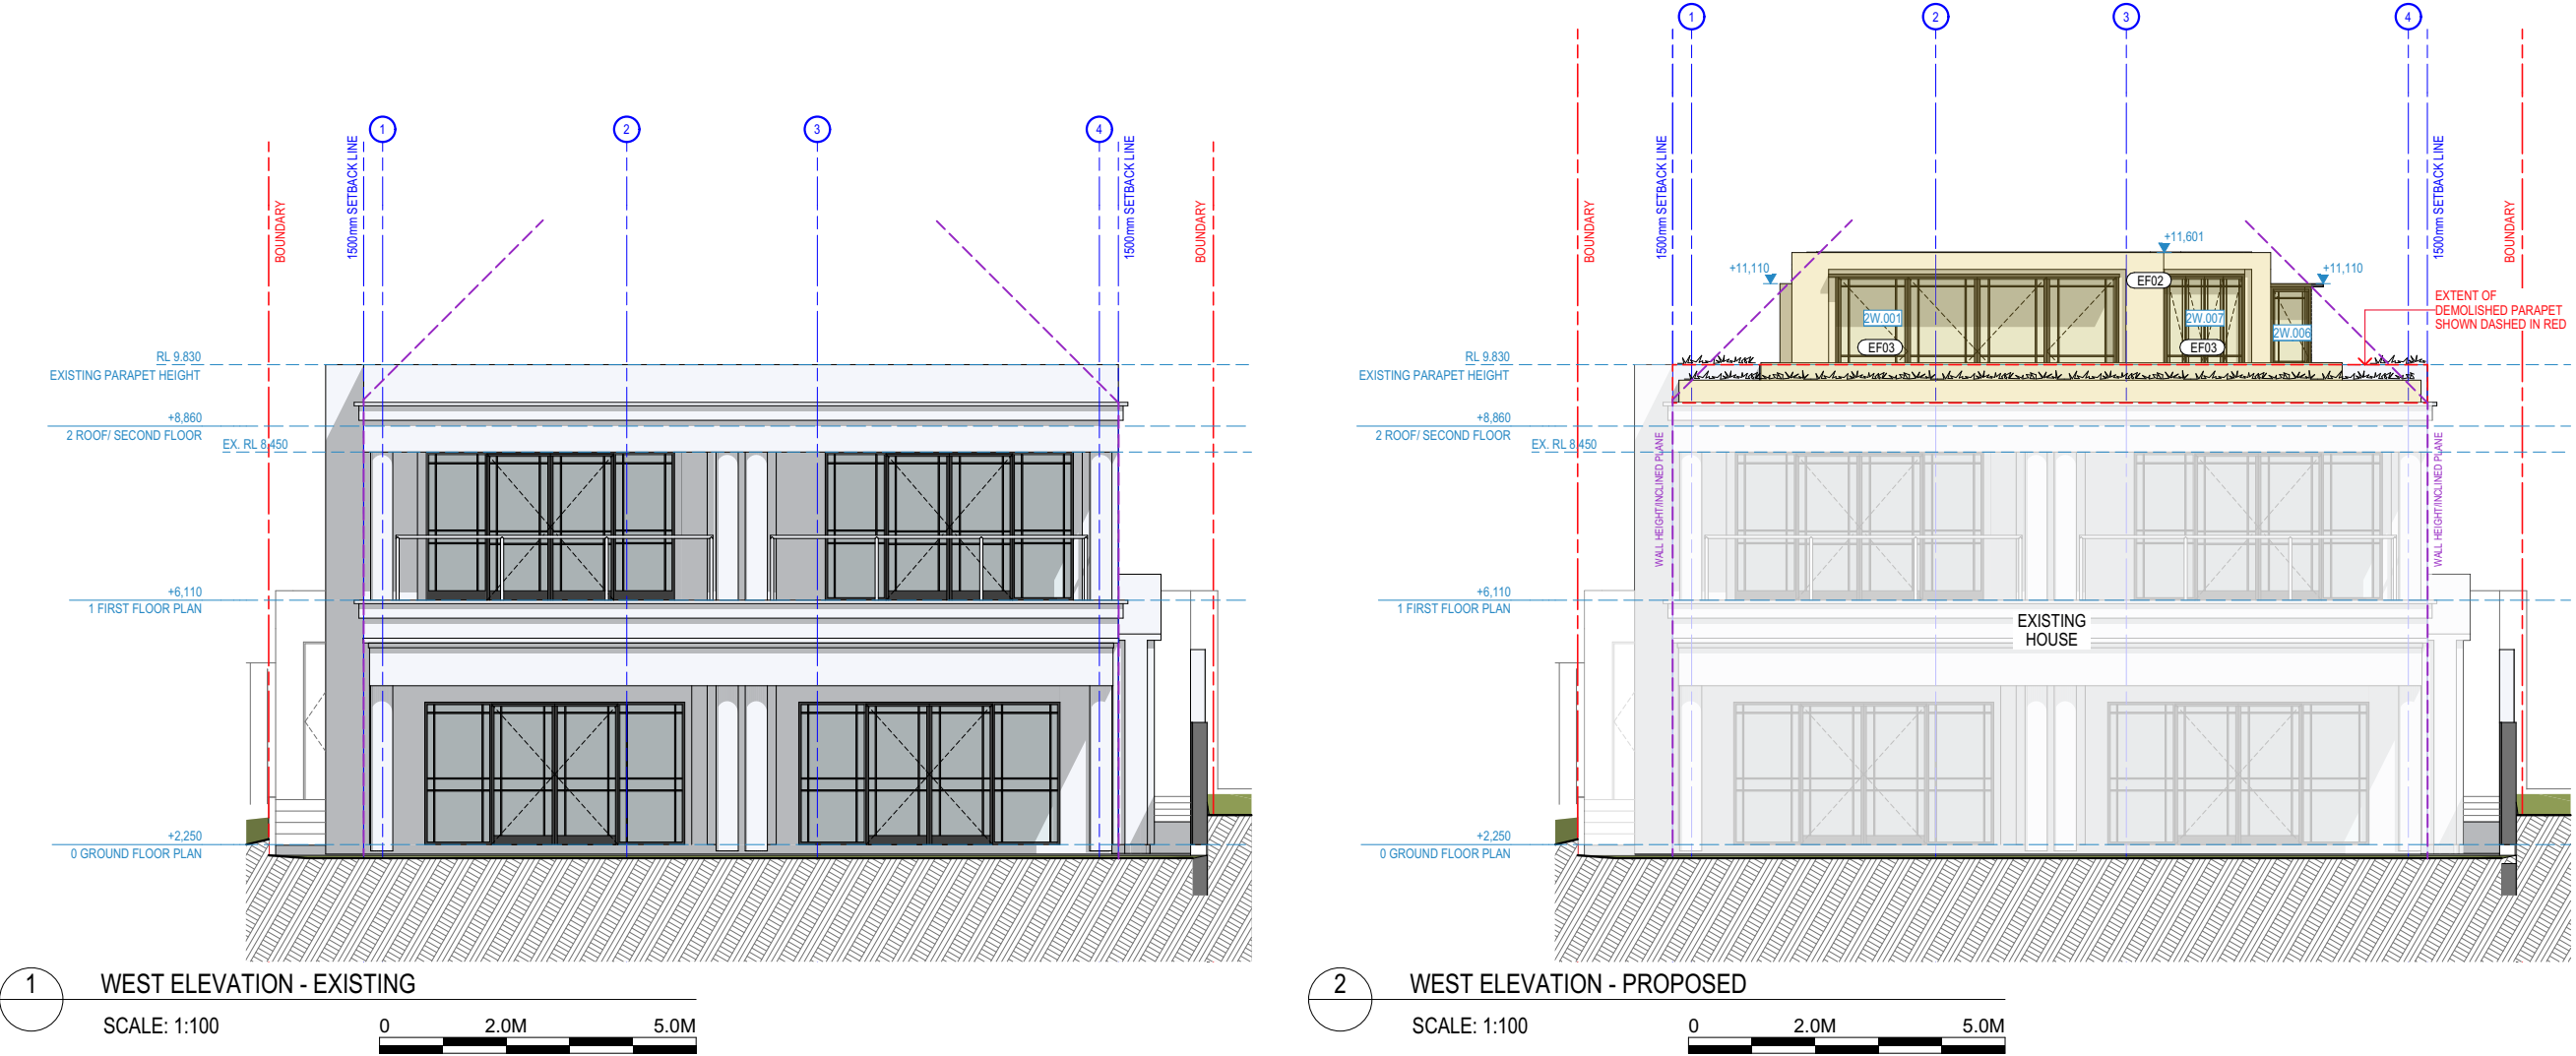 1
2
3
4
BOUNDARY
1500mm SETBACK LINE
1500mm SETBACK LINE
BOUNDARY
RL 9.830
EXISTING PARAPET HEIGHT
+8,860
2 ROOF/ SECOND FLOOR
EX. RL 8.450
+6,110
1 FIRST FLOOR PLAN
+2,250
0 GROUND FLOOR PLAN
1
WEST ELEVATION - EXISTING
SCALE: 1:100
0
2.0M
5.0M
1
2
3
4
BOUNDARY
1500mm SETBACK LINE
1500mm SETBACK LINE
BOUNDARY
+11,601
+11,110
+11,110
EF02
2W.001
2W.007
2W.006
EF03
EF03
EXTENT OF
DEMOLISHED PARAPET
SHOWN DASHED IN RED
RL 9.830
EXISTING PARAPET HEIGHT
+8,860
2 ROOF/ SECOND FLOOR
EX. RL 8.450
WALL HEIGHT/INCLINED PLANE
WALL HEIGHT/INCLINED PLANE
+6,110
1 FIRST FLOOR PLAN
EXISTING
HOUSE
+2,250
0 GROUND FLOOR PLAN
2
WEST ELEVATION - PROPOSED
SCALE: 1:100
0
2.0M
5.0M